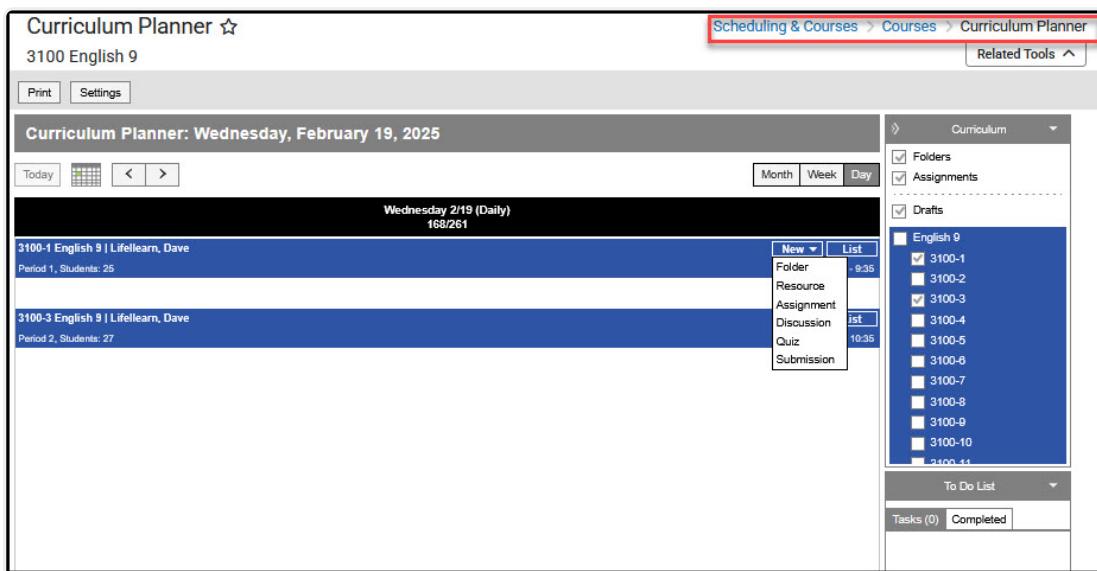 Curriculum Planner
Scheduling & Courses > Courses > Curriculum Planner
3100 English 9
Related Tools
Print
Settings
Curriculum Planner: Wednesday, February 19, 2025
Today
<
>
Month
Week
Day
Wednesday 2/19 (Daily)
168/261
3100-1 English 9 | Lifellearn, Dave
New
List
Period 1, Students: 25
- 9:35
Folder
Resource
Assignment
Discussion
Quiz
Submission
3100-3 English 9 | Lifellearn, Dave
Period 2, Students: 27
10:35
Curriculum
Folders
Assignments
Drafts
English 9
3100-1
3100-2
3100-3
3100-4
3100-5
3100-6
3100-7
3100-8
3100-9
3100-10
3100-11
To Do List
Tasks (0)
Completed